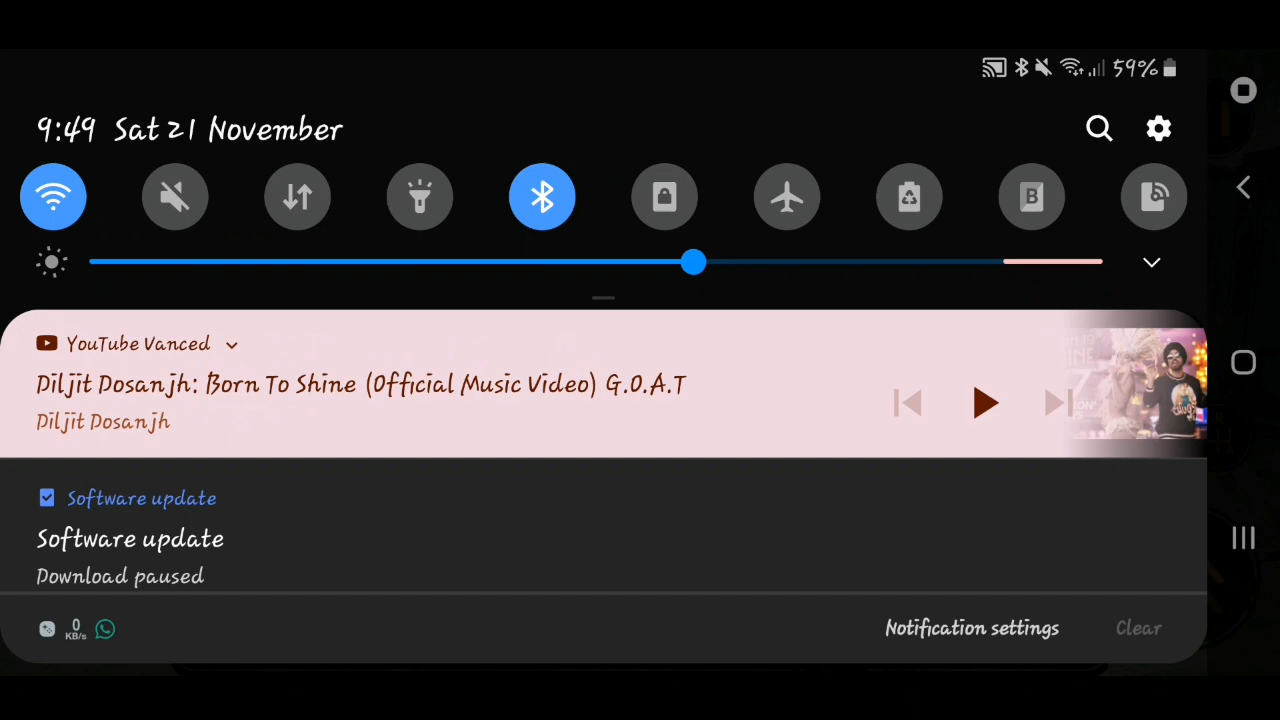 59%
9:49 Sat 21 November
B
YouTube Vanced
Diljit Dosanjh: Born To Shine (Official Music Video) G.O.A.T
Diljit Dosanjh
Software update
Software update
Download paused
0
KB/s
Notification settings
Clear